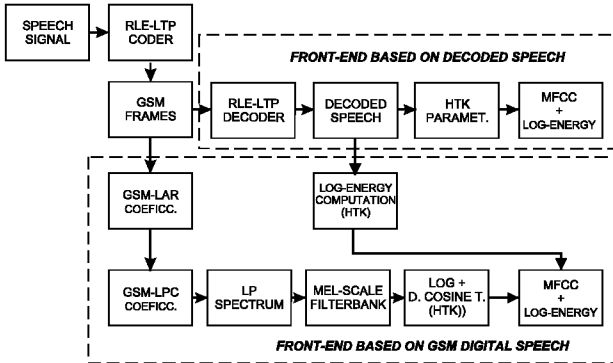 SPEECH
SIGNAL
RLE-LTP
CODER
FRONT-END BASED ON DECODED SPEECH
GSM
FRAMES
RLE-LTP
DECODER
DECODED
SPEECH
HTK
PARAMET.
MFCC
+
LOG-ENERGY
GSM-LAR
COEFICC.
LOG-ENERGY
COMPUTATION
(HTK)
GSM-LPC
COEFICC.
LP
SPECTRUM
MEL-SCALE
FILTERBANK
LOG +
D. COSINE T.
(HTK))
MFCC
+
LOG-ENERGY
FRONT-END BASED ON GSM DIGITAL SPEECH